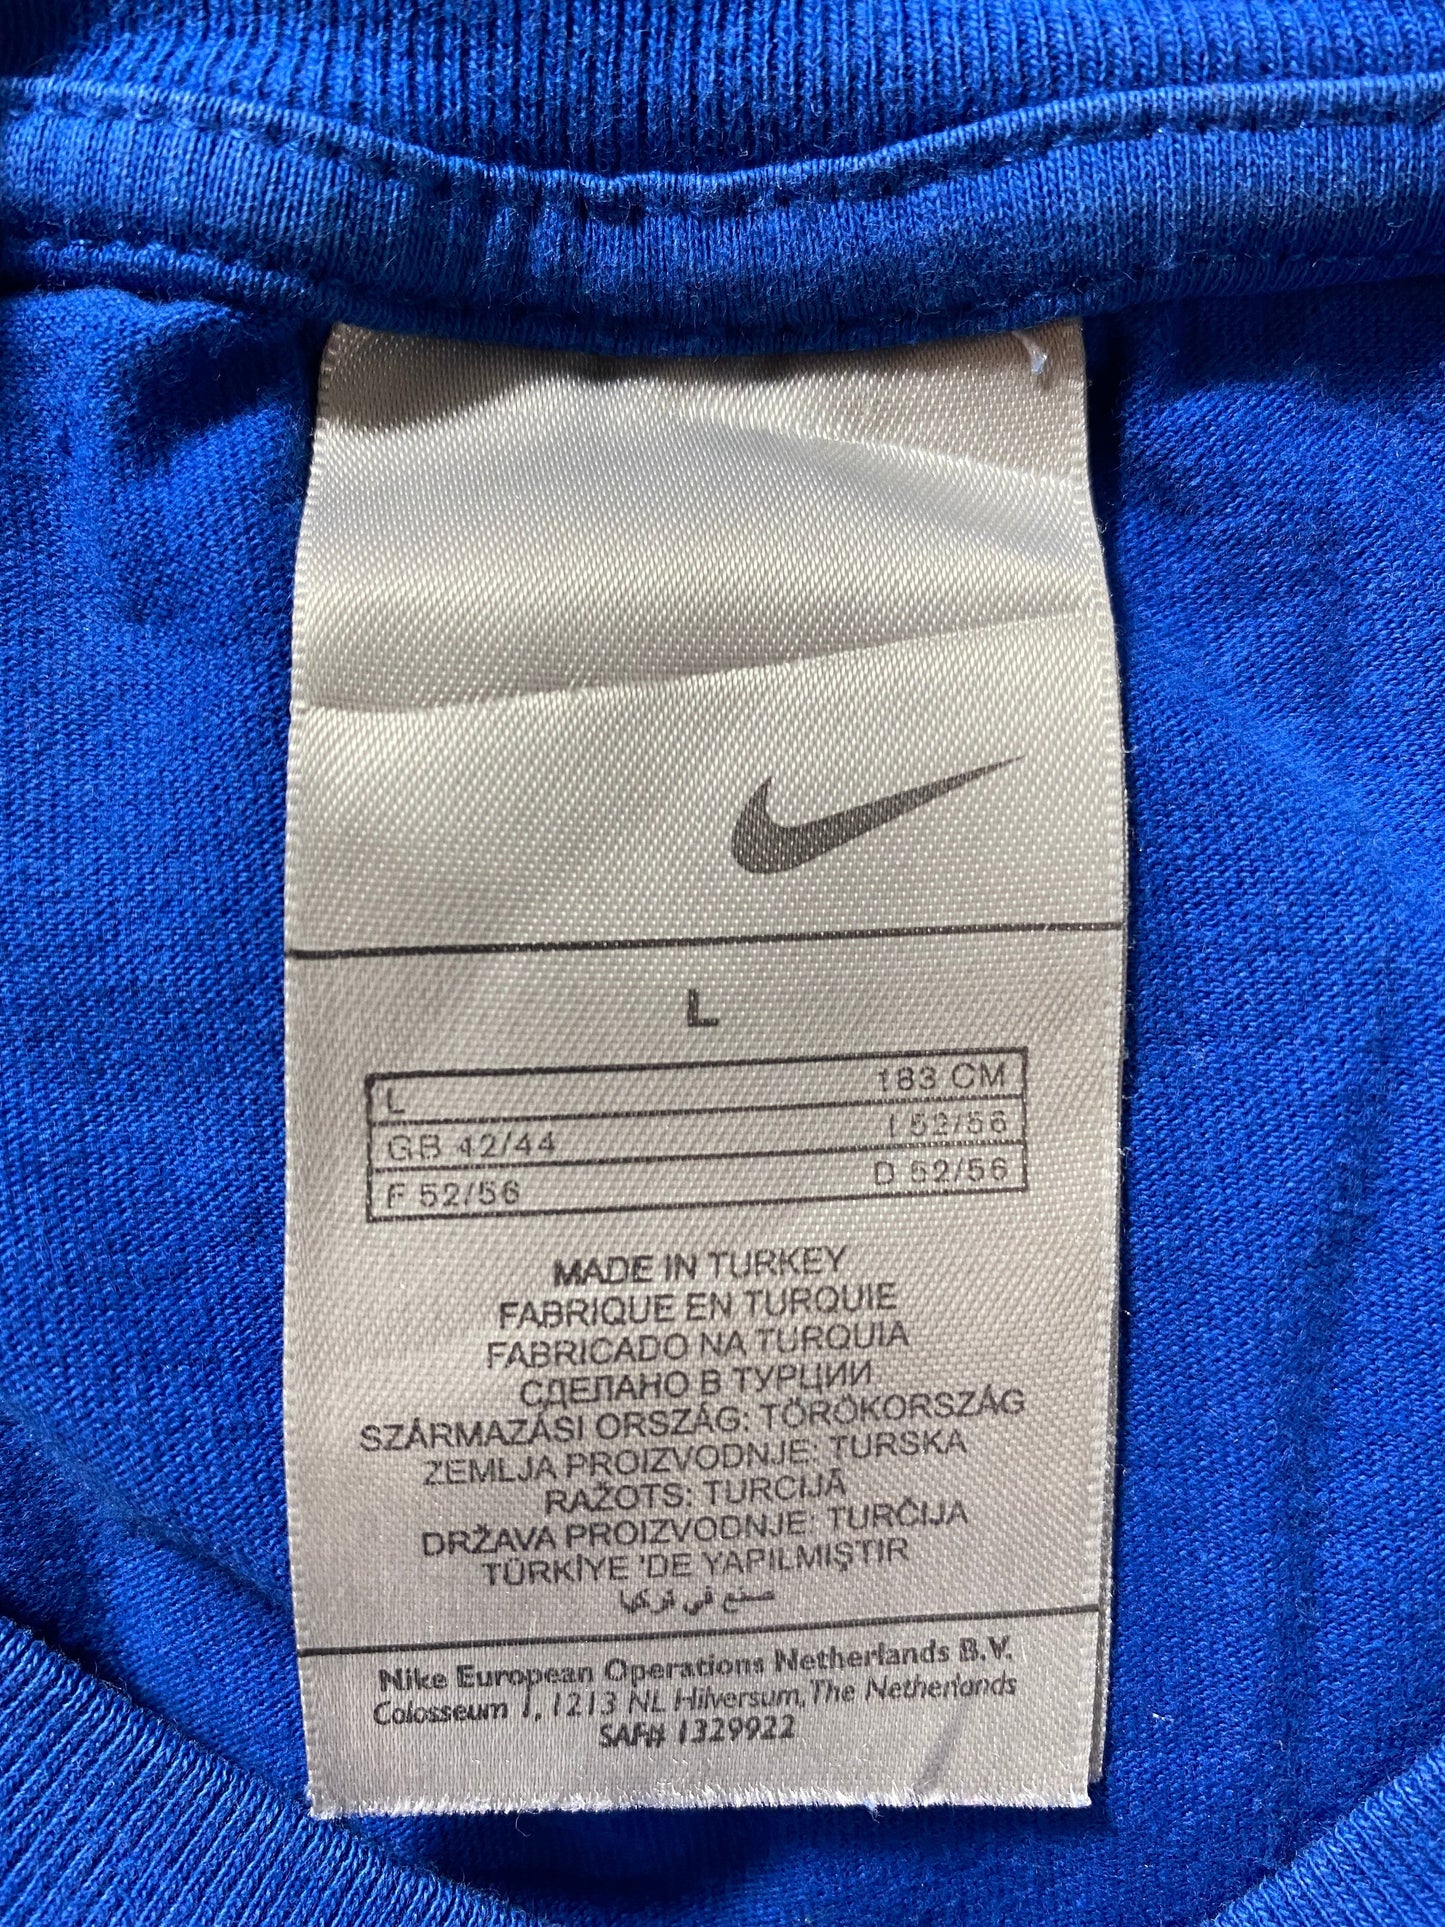 L
L 183 CM
GB 42/44 I 52/56
F 52/56 D 52/56
MADE IN TURKEY
FABRIQUE EN TURQUIE
FABRICADO NA TURQUIA
СДЕЛАНО В ТУРЦИИ
SZÁRMAZÁSI ORSZÁG: TÖRÖKORSZÁG
ZEMLJA PROIZVODNJE: TURSKA
RAŽOTS: TURCIJĀ
DRŽAVA PROIZVODNJE: TURČIJA
TÜRKİYE 'DE YAPILMIŞTIR
صنع في تركيا
Nike European Operations Netherlands B.V.
Colosseum 1, 1213 NL Hilversum, The Netherlands
SAF# 1329922